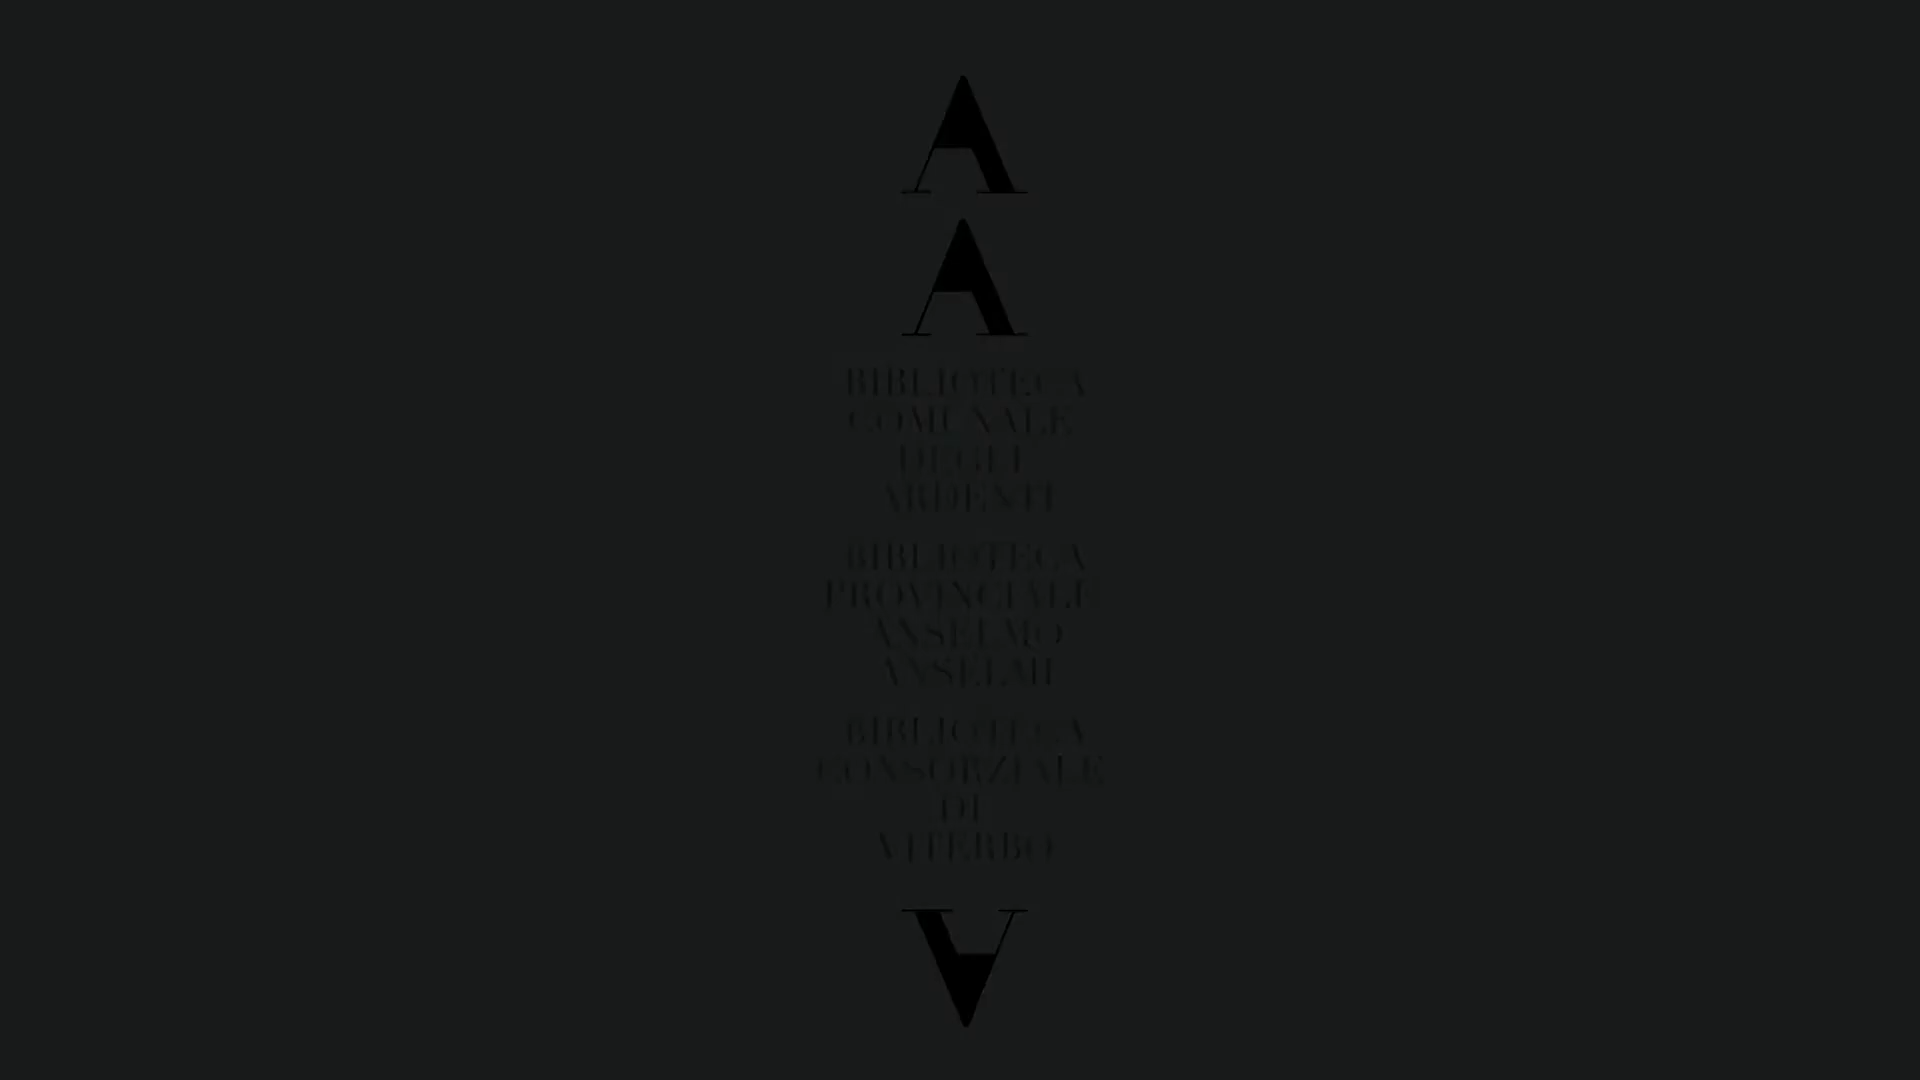 A
A
BIBLIOTECA
COMUNALE
DEGLI
ARDENTI
BIBLIOTECA
PROVINCIALE
ANSELMO
ANSELMI
BIBLIOTECA
CONSORZIALE
DI
VITERBO
V